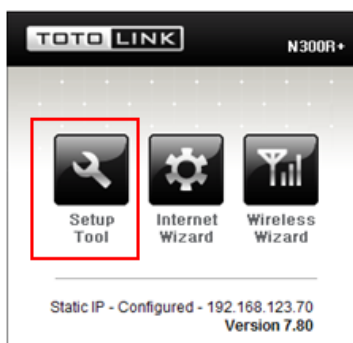 TOTO LINK
N300R+
Setup Tool
Internet Wizard
Wireless Wizard
Static IP - Configured - 192.168.123.70
Version 7.80